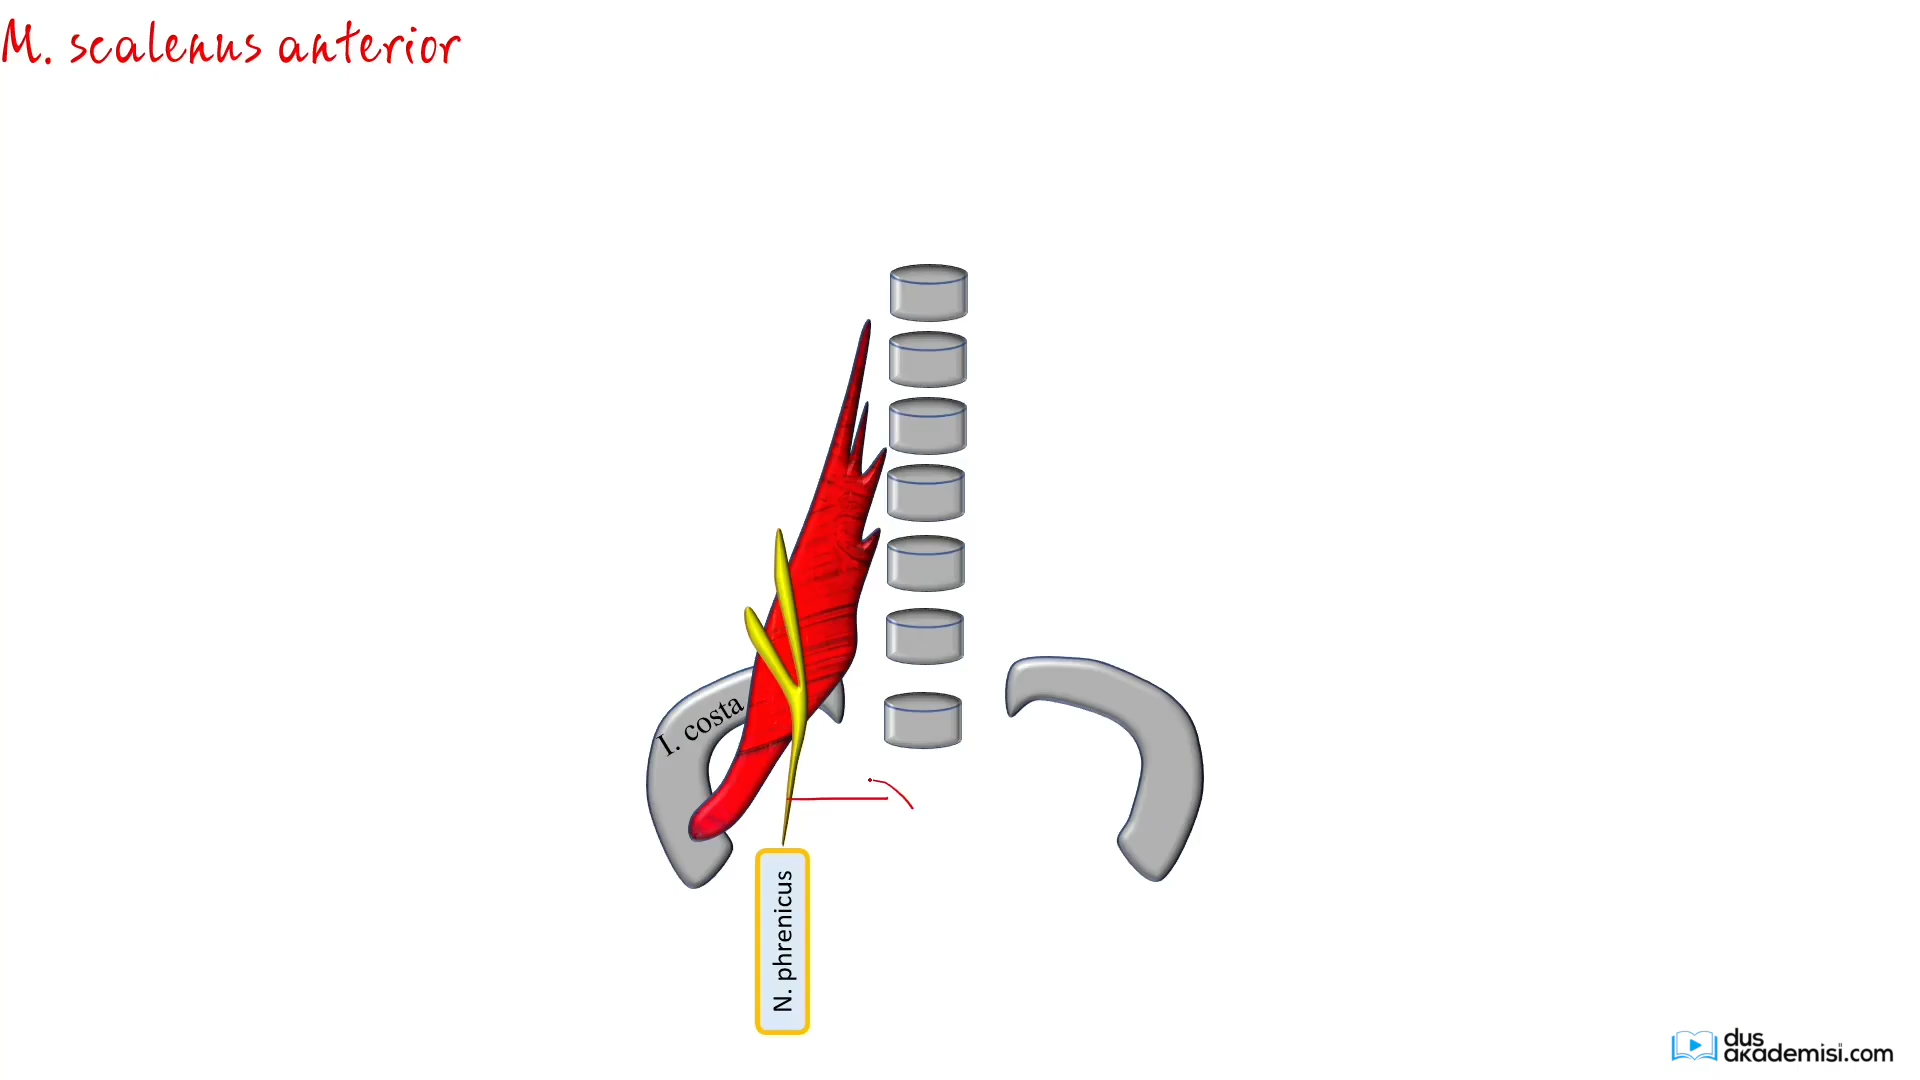 M. scalenus anterior
I. costa
N. phrenicus
dus
akademisi.com